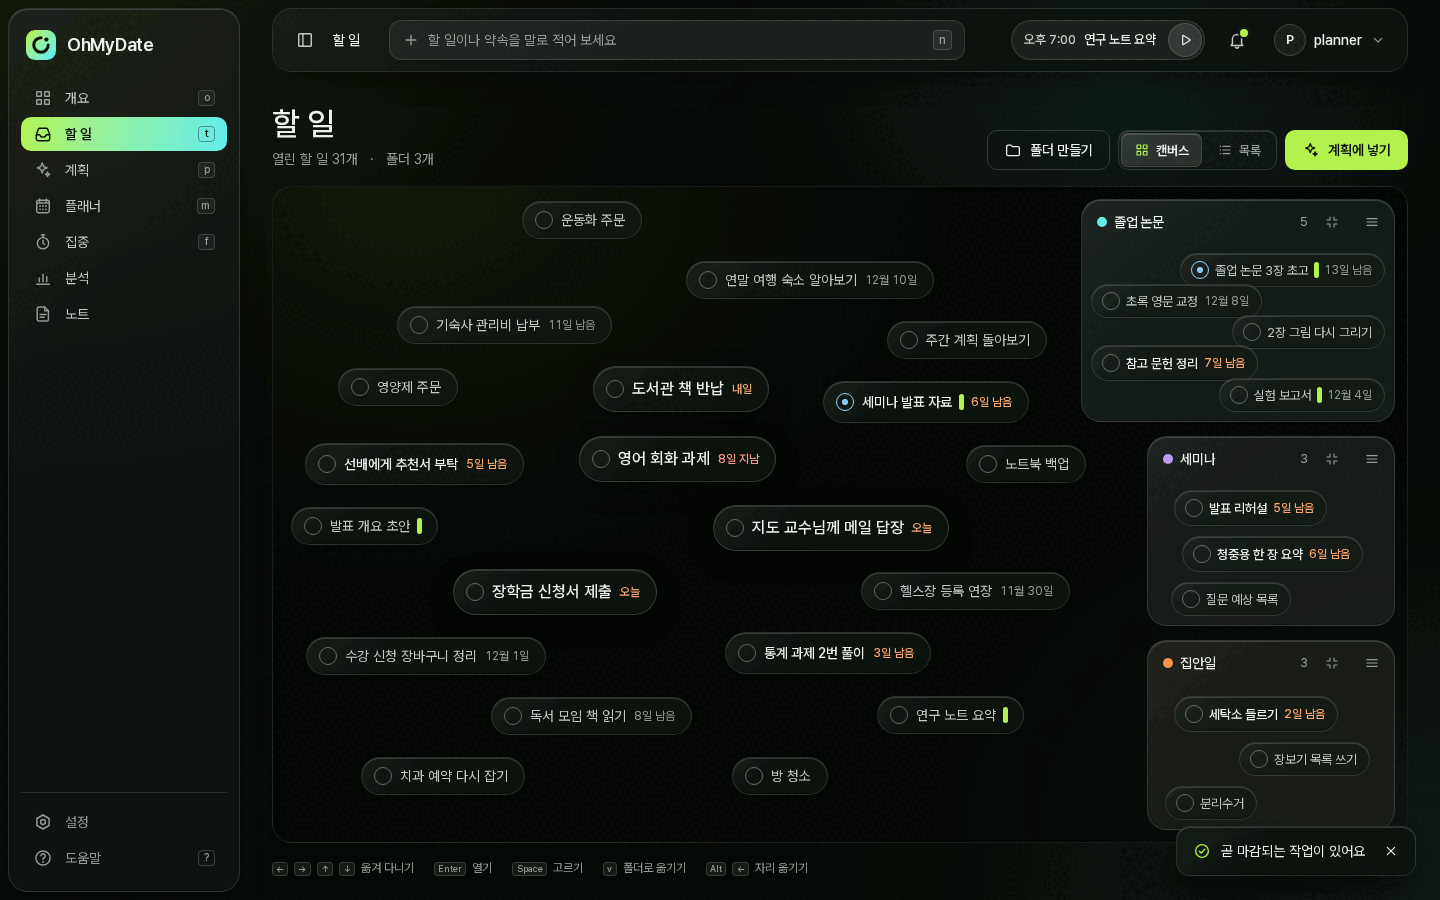 OhMyDate
개요 o
할 일 t
계획 p
플래너 m
집중 f
분석
노트
설정
도움말 ?
할 일
할 일이나 약속을 말로 적어 보세요 n
오후 7:00 연구 노트 요약
P planner
할 일
열린 할 일 31개 · 폴더 3개
폴더 만들기
캔버스
목록
계획에 넣기
운동화 주문
연말 여행 숙소 알아보기 12월 10일
기숙사 관리비 납부 11일 남음
주간 계획 돌아보기
영양제 주문
도서관 책 반납 내일
세미나 발표 자료 6일 남음
선배에게 추천서 부탁 5일 남음
영어 회화 과제 8일 지남
노트북 백업
발표 개요 초안
지도 교수님께 메일 답장 오늘
장학금 신청서 제출 오늘
헬스장 등록 연장 11월 30일
수강 신청 장바구니 정리 12월 1일
통계 과제 2번 풀이 3일 남음
독서 모임 책 읽기 8일 남음
연구 노트 요약
치과 예약 다시 잡기
방 청소
졸업 논문 5
졸업 논문 3장 초고 13일 남음
초록 영문 교정 12월 8일
2장 그림 다시 그리기
참고 문헌 정리 7일 남음
실험 보고서 12월 4일
세미나 3
발표 리허설 5일 남음
청중용 한 장 요약 6일 남음
질문 예상 목록
집안일 3
세탁소 들르기 2일 남음
장보기 목록 쓰기
분리수거
곧 마감되는 작업이 있어요
← → ↑ ↓ 옮겨 다니기 Enter 열기 Space 고르기 v 폴더로 옮기기 Alt ← 자리 옮기기